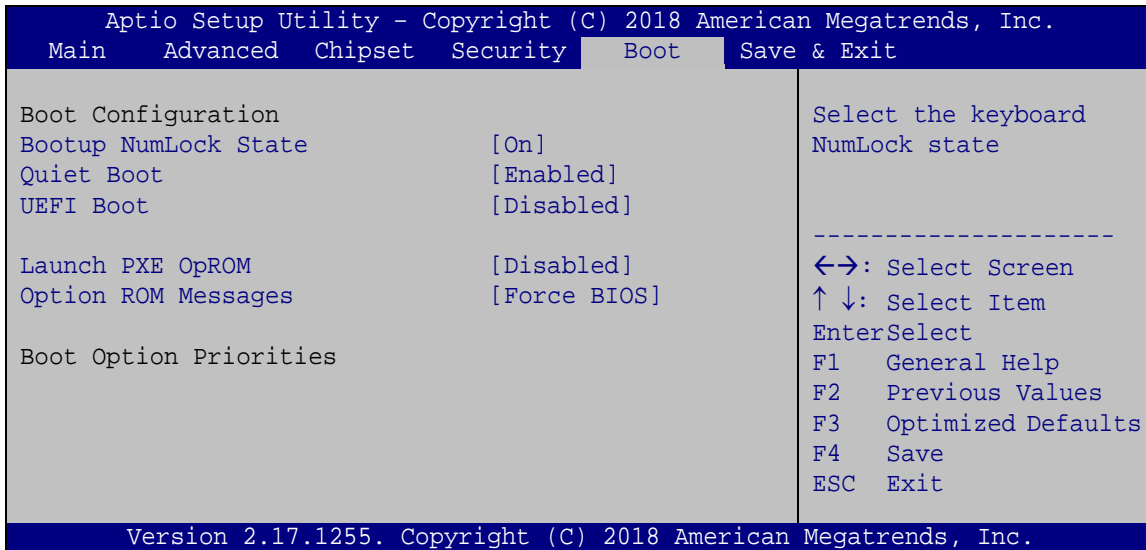 Aptio Setup Utility – Copyright (C) 2018 American Megatrends, Inc.
Main Advanced Chipset Security Boot Save & Exit
Boot Configuration
Bootup NumLock State [On]
Quiet Boot [Enabled]
UEFI Boot [Disabled]
Launch PXE OpROM [Disabled]
Option ROM Messages [Force BIOS]
Boot Option Priorities
Select the keyboard
NumLock state
---------------------
←→: Select Screen
↑ ↓: Select Item
EnterSelect
F1 General Help
F2 Previous Values
F3 Optimized Defaults
F4 Save
ESC Exit
Version 2.17.1255. Copyright (C) 2018 American Megatrends, Inc.